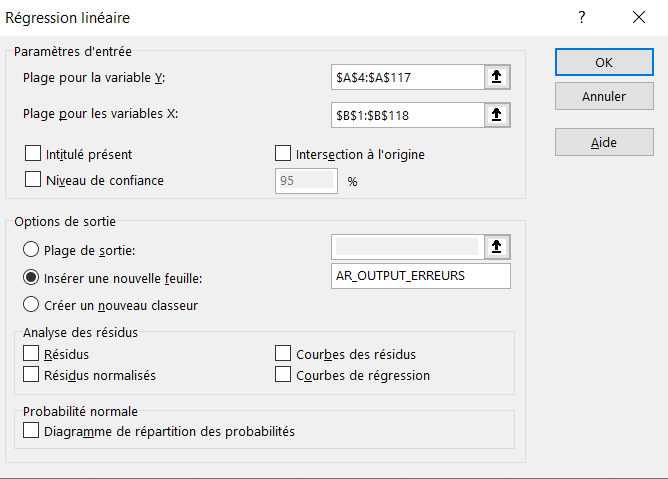 Régression linéaire
Paramètres d'entrée
Plage pour la variable Y: $A$4:$A$117
Plage pour les variables X: $B$1:$B$118
Intitulé présent Intersection à l'origine
Niveau de confiance 95 %
OK
Annuler
Aide
Options de sortie
Plage de sortie:
Insérer une nouvelle feuille: AR_OUTPUT_ERREURS
Créer un nouveau classeur
Analyse des résidus
Résidus Courbes des résidus
Résidus normalisés Courbes de régression
Probabilité normale
Diagramme de répartition des probabilités